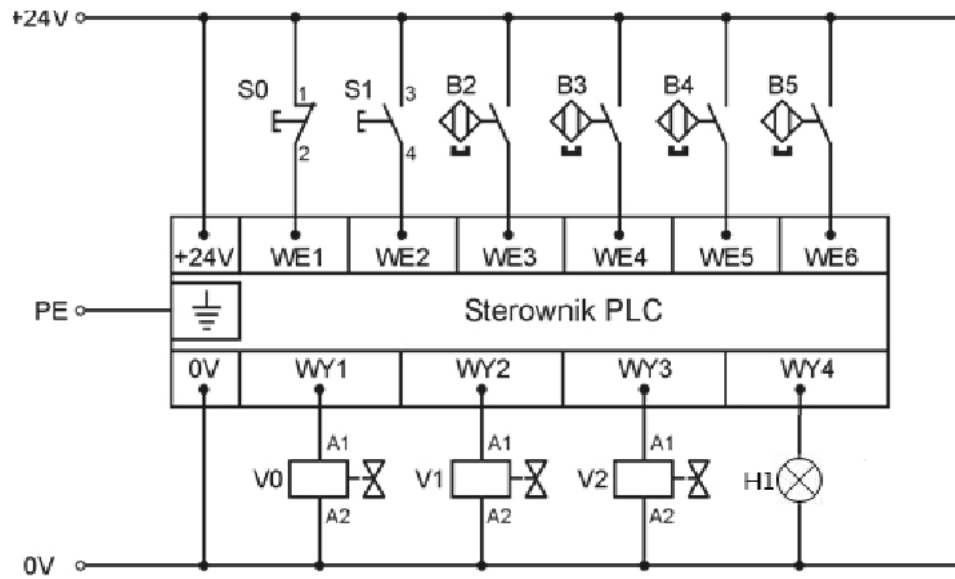 +24V
S0 1 2
S1 3 4
B2
B3
B4
B5
+24V WE1 WE2 WE3 WE4 WE5 WE6
PE Sterownik PLC
0V WY1 WY2 WY3 WY4
V0 A1 A2
V1 A1 A2
V2 A1 A2
H1
0V